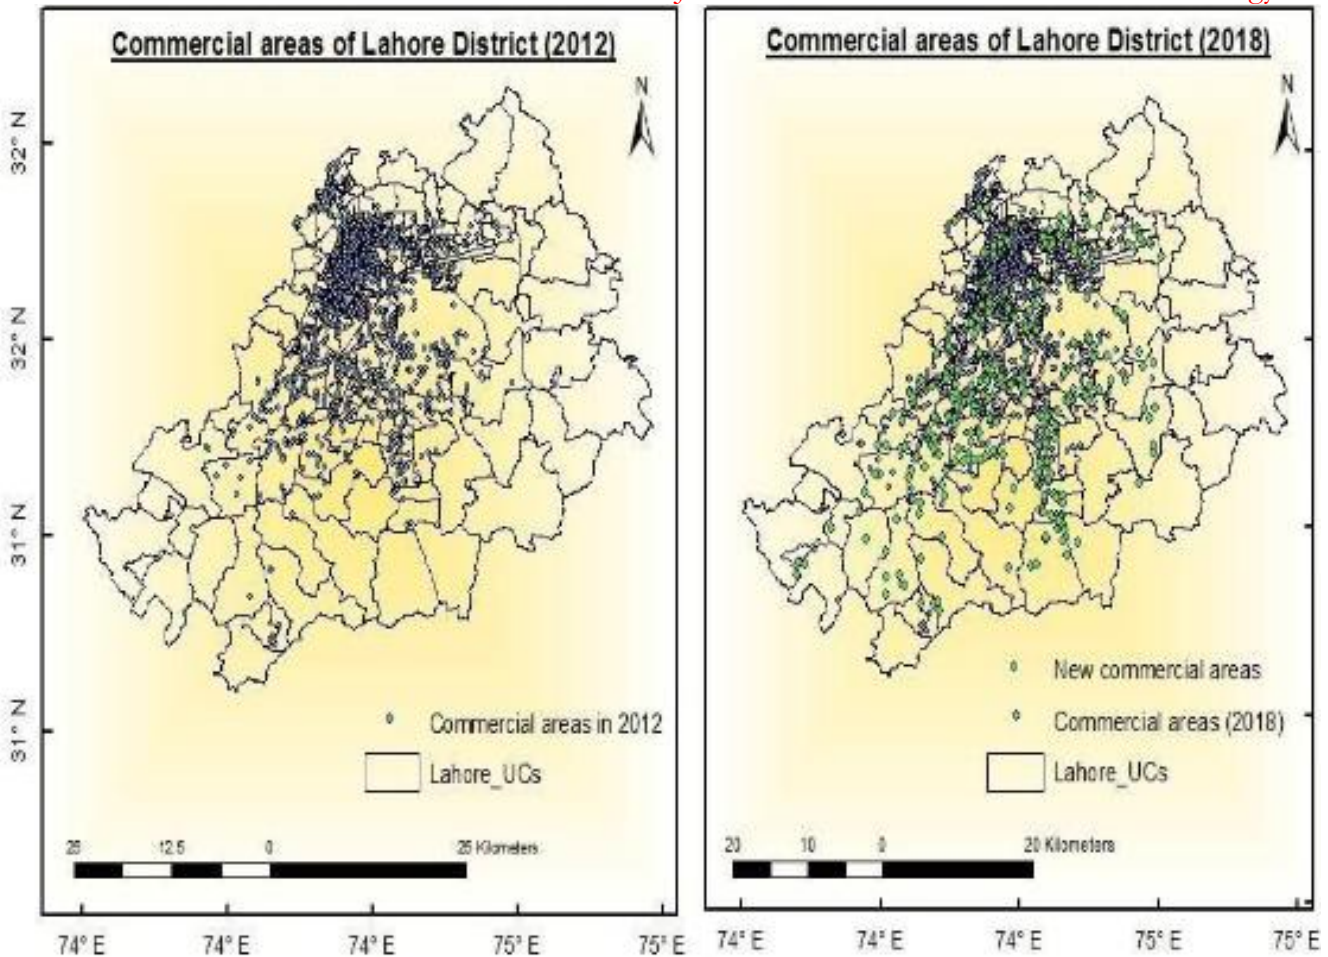 Commercial areas of Lahore District (2012)
N
32° N
32° N
31° N
31° N
Commercial areas in 2012
Lahore_UCs
25 12.5 0 25 Kilometers
74° E 74° E 74° E 75° E 75° E
Commercial areas of Lahore District (2018)
N
New commercial areas
Commercial areas (2018)
Lahore_UCs
20 10 0 20 Kilometers
74° E 74° E 74° E 75° E 75° E